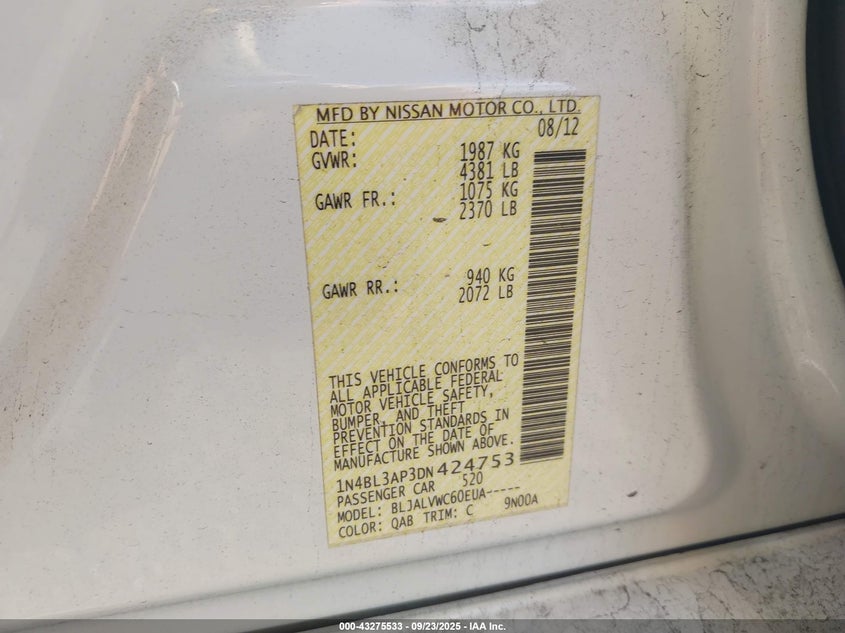 MFD BY NISSAN MOTOR CO., LTD.
DATE: 08/12
GVWR: 1987 KG
4381 LB
GAWR FR.: 1075 KG
2370 LB
GAWR RR.: 940 KG
2072 LB
THIS VEHICLE CONFORMS TO
ALL APPLICABLE FEDERAL
MOTOR VEHICLE SAFETY,
BUMPER, AND THEFT
PREVENTION STANDARDS IN
EFFECT ON THE DATE OF
MANUFACTURE SHOWN ABOVE.
1N4BL3AP3DN424753
PASSENGER CAR 520
MODEL: BLJALVWC60EUA-----
COLOR: QAB TRIM: C 9N00A
000-43275533 - 09/23/2025 - IAA Inc.